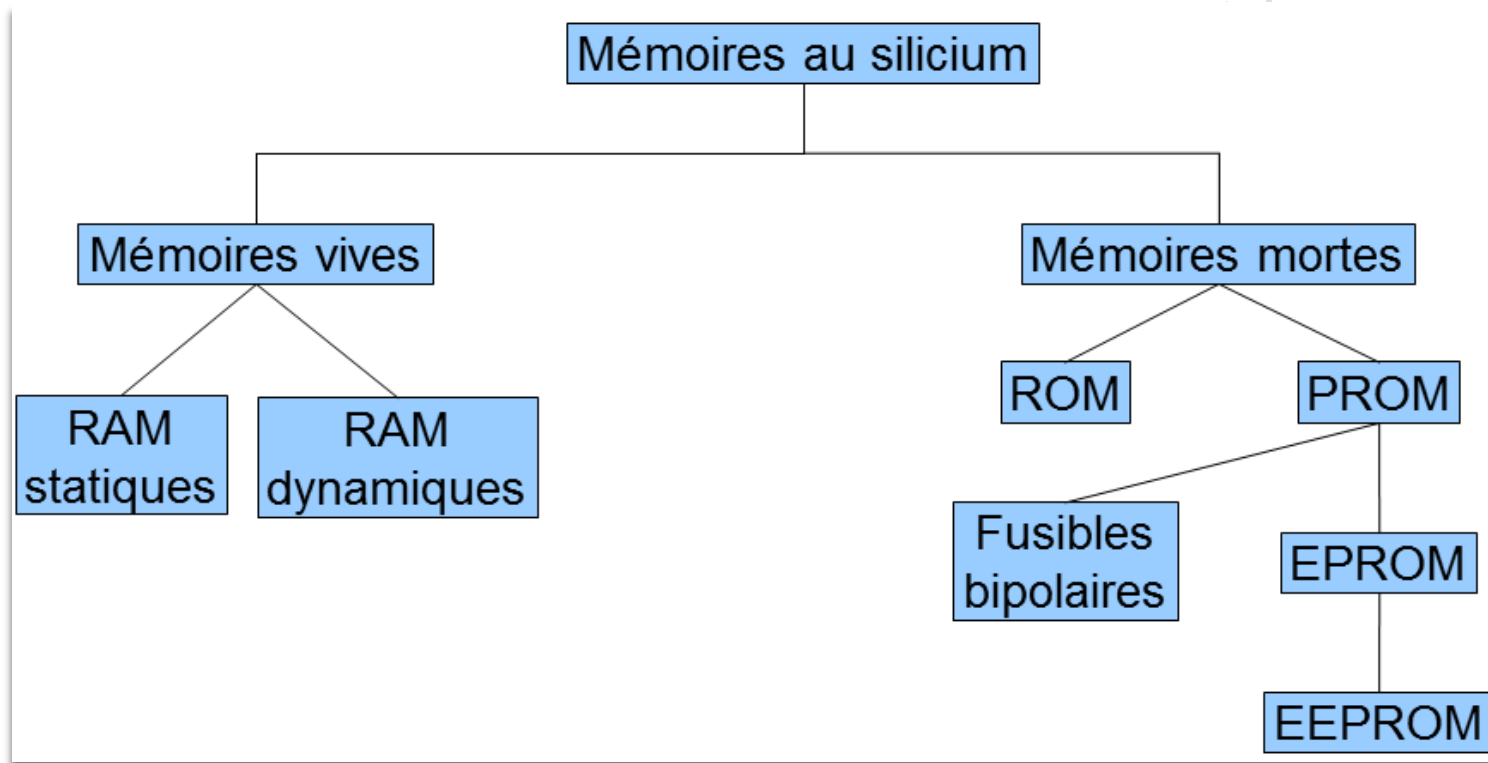 Mémoires au silicium
Mémoires vives
Mémoires mortes
RAM
statiques
RAM
dynamiques
ROM
PROM
Fusibles
bipolaires
EPROM
EEPROM